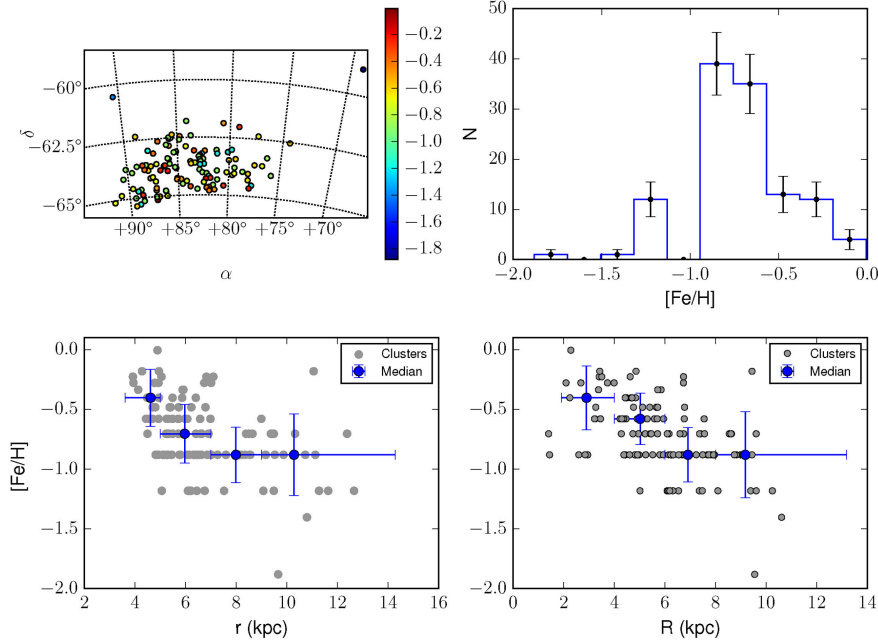 −60°
−62.5°
−65°
δ
+90° +85° +80° +75° +70°
α
−0.2
−0.4
−0.6
−0.8
−1.0
−1.2
−1.4
−1.6
−1.8
50
40
30
20
10
0
N
−2.0 −1.5 −1.0 −0.5 0.0
[Fe/H]
0.0
−0.5
−1.0
−1.5
−2.0
[Fe/H]
Clusters
Median
2 4 6 8 10 12 14 16
r (kpc)
0.0
−0.5
−1.0
−1.5
−2.0
Clusters
Median
0 2 4 6 8 10 12 14
R (kpc)